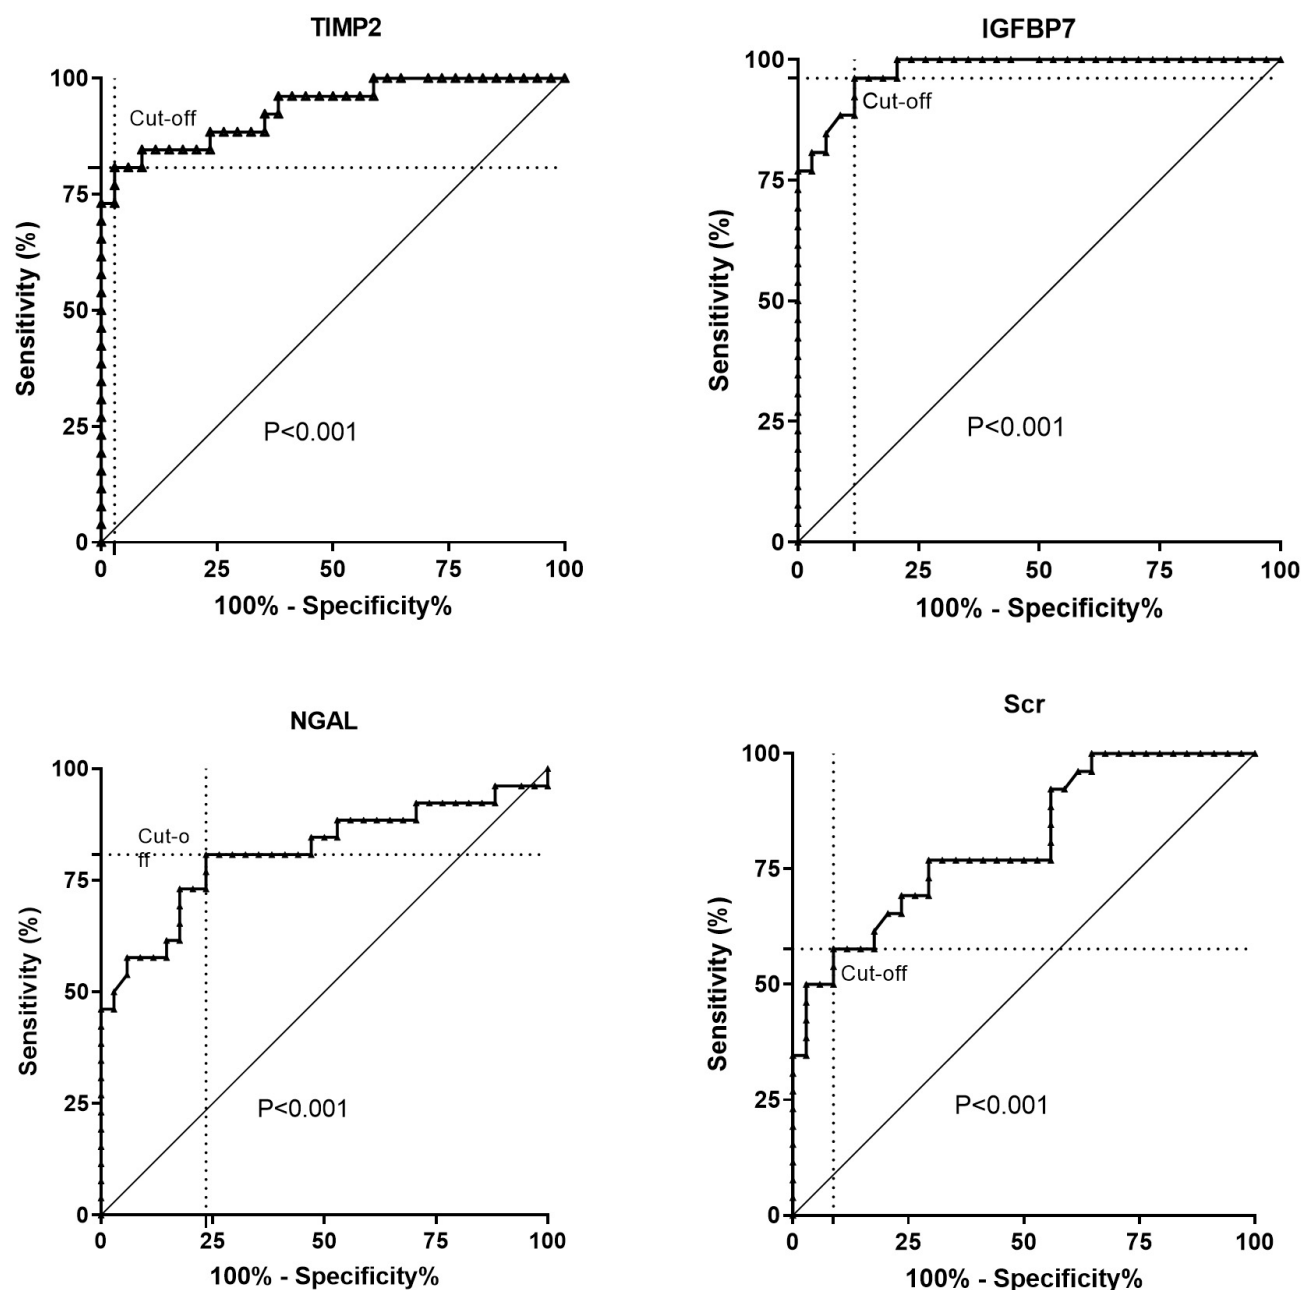 TIMP2
100
75
50
25
0
Sensitivity (%)
Cut-off
P<0.001
0 25 50 75 100
100% - Specificity%
IGFBP7
100
75
50
25
0
Sensitivity (%)
Cut-off
P<0.001
0 25 50 75 100
100% - Specificity%
NGAL
100
75
50
25
0
Sensitivity (%)
Cut-o
ff
P<0.001
0 25 50 75 100
100% - Specificity%
Scr
100
75
50
25
0
Sensitivity (%)
Cut-off
P<0.001
0 25 50 75 100
100% - Specificity%